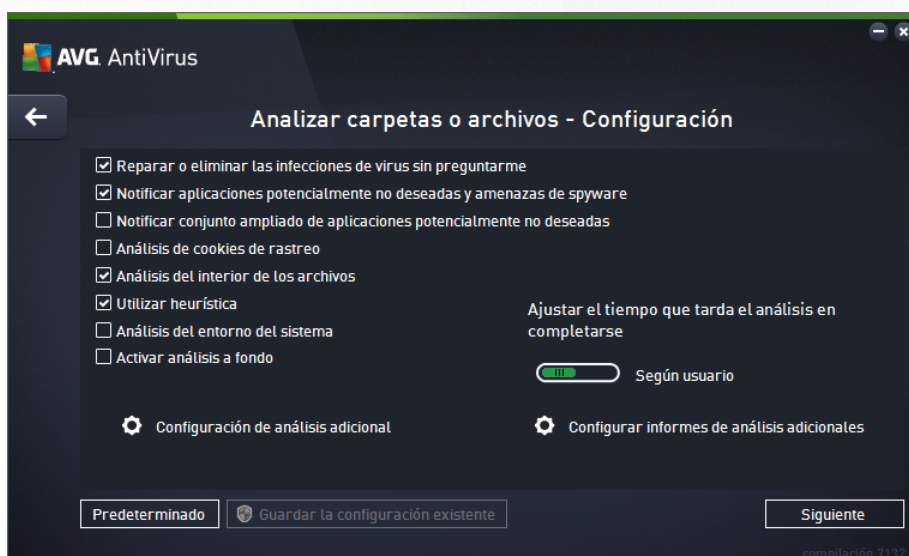 AVG. AntiVirus
Analizar carpetas o archivos - Configuración
Reparar o eliminar las infecciones de virus sin preguntarme
Notificar aplicaciones potencialmente no deseadas y amenazas de spyware
Notificar conjunto ampliado de aplicaciones potencialmente no deseadas
Análisis de cookies de rastreo
Análisis del interior de los archivos
Utilizar heurística
Análisis del entorno del sistema
Activar análisis a fondo
Ajustar el tiempo que tarda el análisis en
completarse
Según usuario
Configuración de análisis adicional
Configurar informes de análisis adicionales
Predeterminado
Guardar la configuración existente
Siguiente
compilación 7132